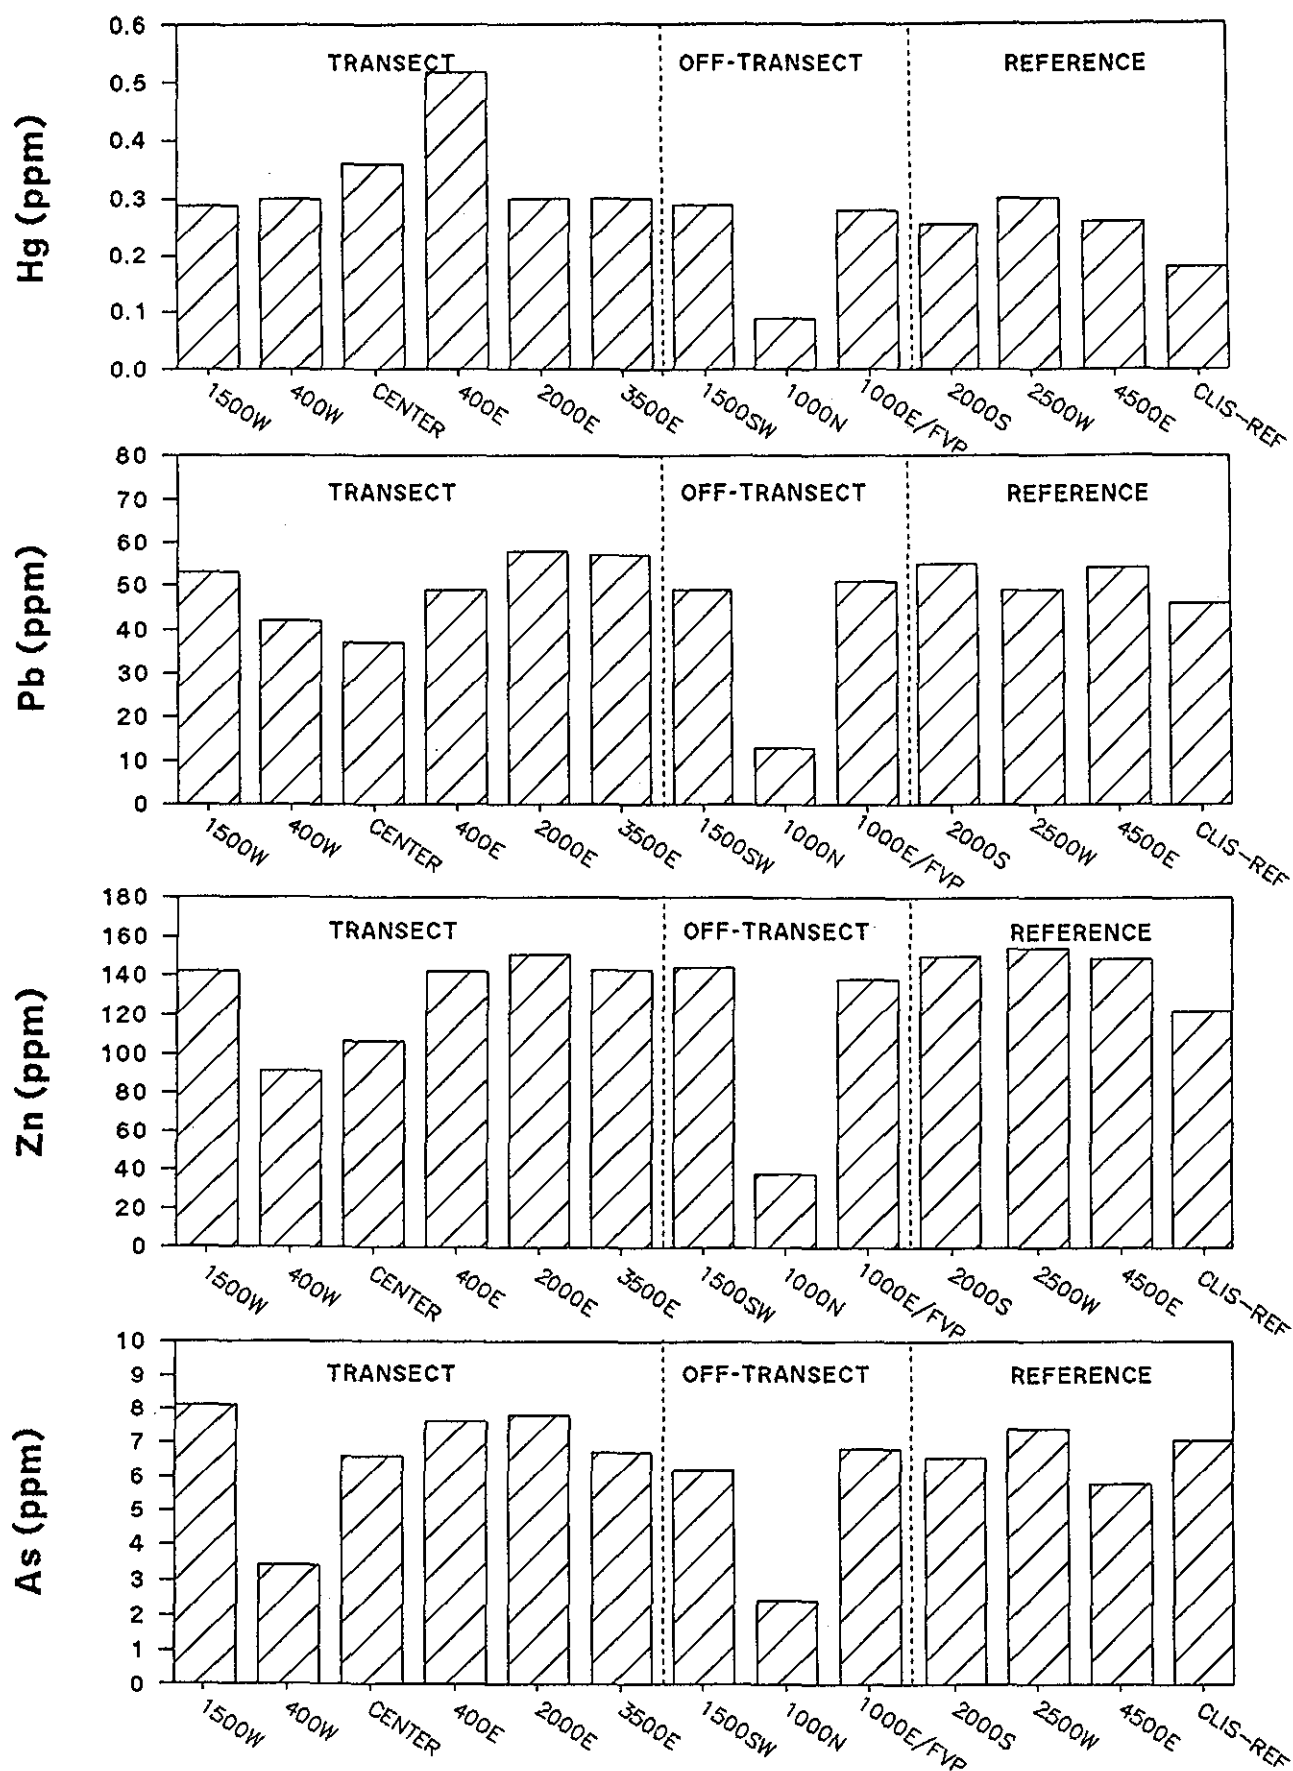 Hg (ppm)
0.6
0.5
0.4
0.3
0.2
0.1
0.0
TRANSECT
OFF-TRANSECT
REFERENCE
1500W
400W
CENTER
400E
2000E
3500E
1500SW
1000N
1000E/FVP
2000S
2500W
4500E
CLIS-REF
Pb (ppm)
80
70
60
50
40
30
20
10
0
TRANSECT
OFF-TRANSECT
REFERENCE
1500W
400W
CENTER
400E
2000E
3500E
1500SW
1000N
1000E/FVP
2000S
2500W
4500E
CLIS-REF
Zn (ppm)
180
160
140
120
100
80
60
40
20
0
TRANSECT
OFF-TRANSECT
REFERENCE
1500W
400W
CENTER
400E
2000E
3500E
1500SW
1000N
1000E/FVP
2000S
2500W
4500E
CLIS-REF
As (ppm)
10
9
8
7
6
5
4
3
2
1
0
TRANSECT
OFF-TRANSECT
REFERENCE
1500W
400W
CENTER
400E
2000E
3500E
1500SW
1000N
1000E/FVP
2000S
2500W
4500E
CLIS-REF